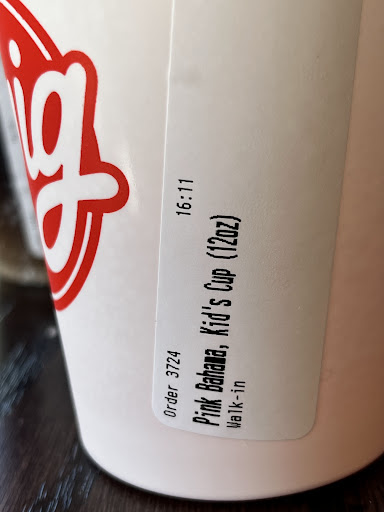 ig
Order 3724 16:11
Pink Bahama, Kid's Cup (12oz)
Walk-in